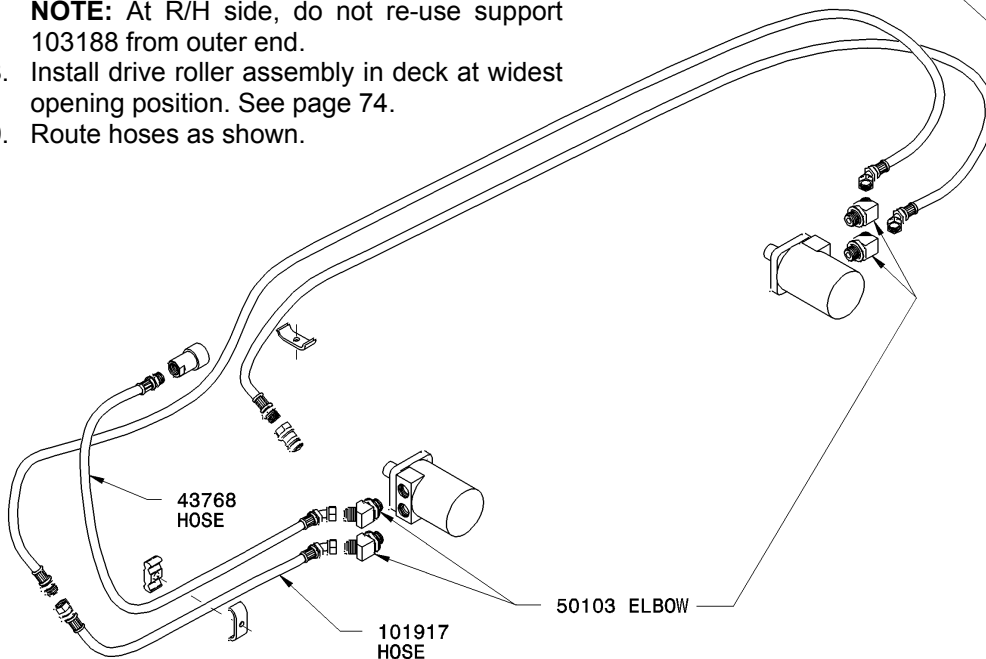 NOTE: At R/H side, do not re-use support
103188 from outer end.
Install drive roller assembly in deck at widest
opening position. See page 74.
Route hoses as shown.
43768
HOSE
50103 ELBOW
101917
HOSE